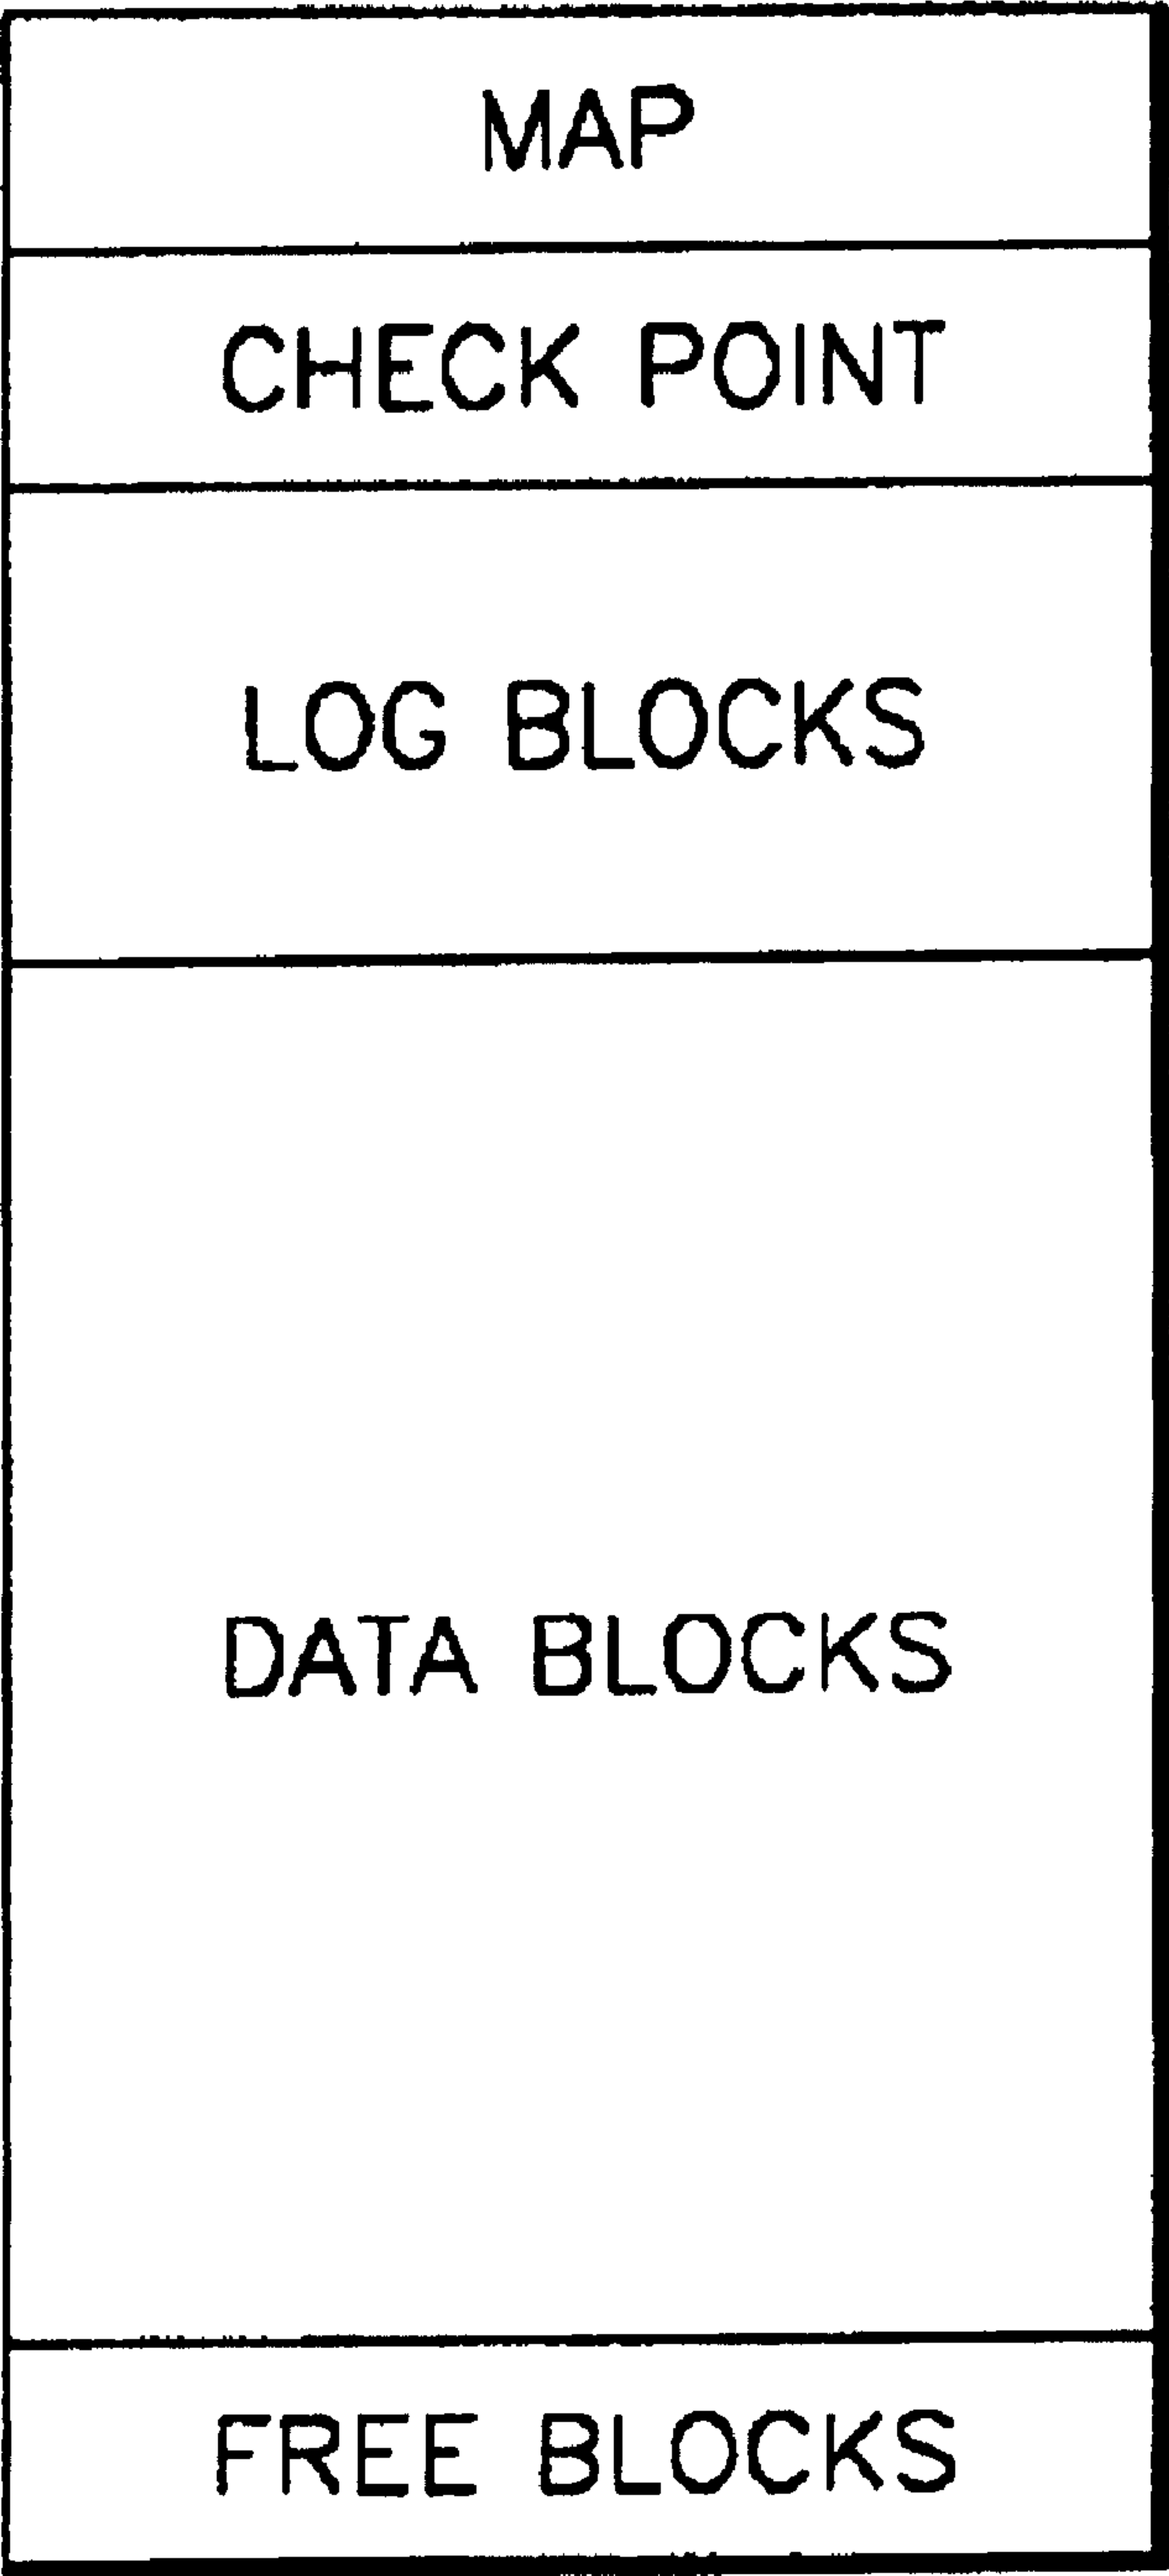 MAP
CHECK POINT
LOG BLOCKS
DATA BLOCKS
FREE BLOCKS